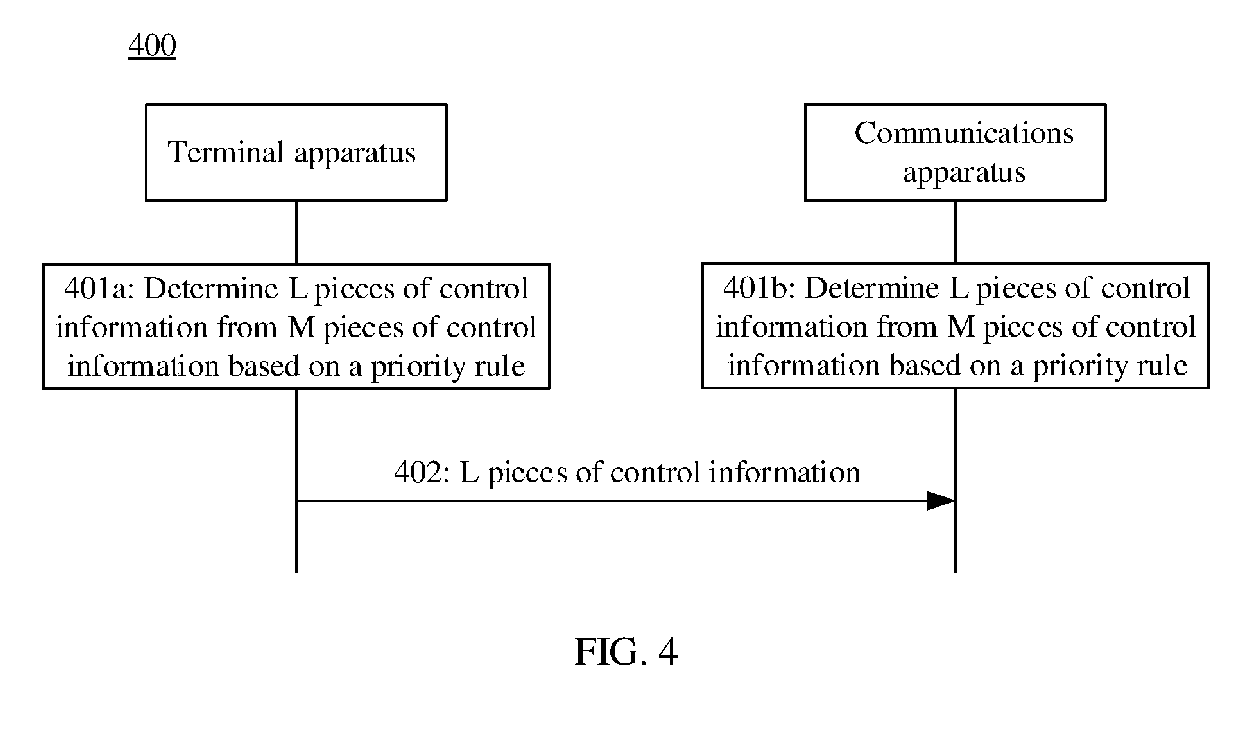 400
Terminal apparatus
Communications
apparatus
401a: Determine L pieces of control
information from M pieces of control
information based on a priority rule
401b: Determine L pieces of control
information from M pieces of control
information based on a priority rule
402: L pieces of control information
FIG. 4